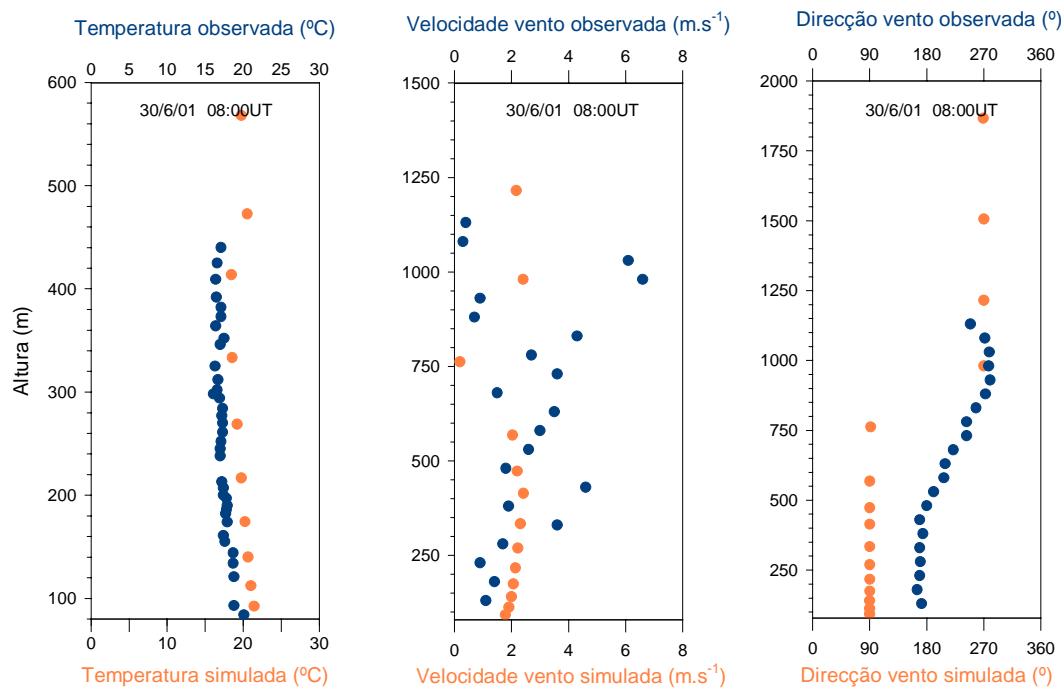 Temperatura observada (ºC)
0 10 20 30
600
500
400
300
200
100
Altura (m)
30/6/01 08:00UT
0 10 20 30
Temperatura simulada (ºC)
Velocidade vento observada (m.s-1)
0 2 4 6 8
1500
1250
1000
750
500
250
30/6/01 08:00UT
0 2 4 6 8
Velocidade vento simulada (m.s-1)
Direcção vento observada (º)
0 90 180 270 360
2000
1750
1500
1250
1000
750
500
250
30/6/01 08:00UT
0 90 180 270 360
Direcção vento simulada (º)